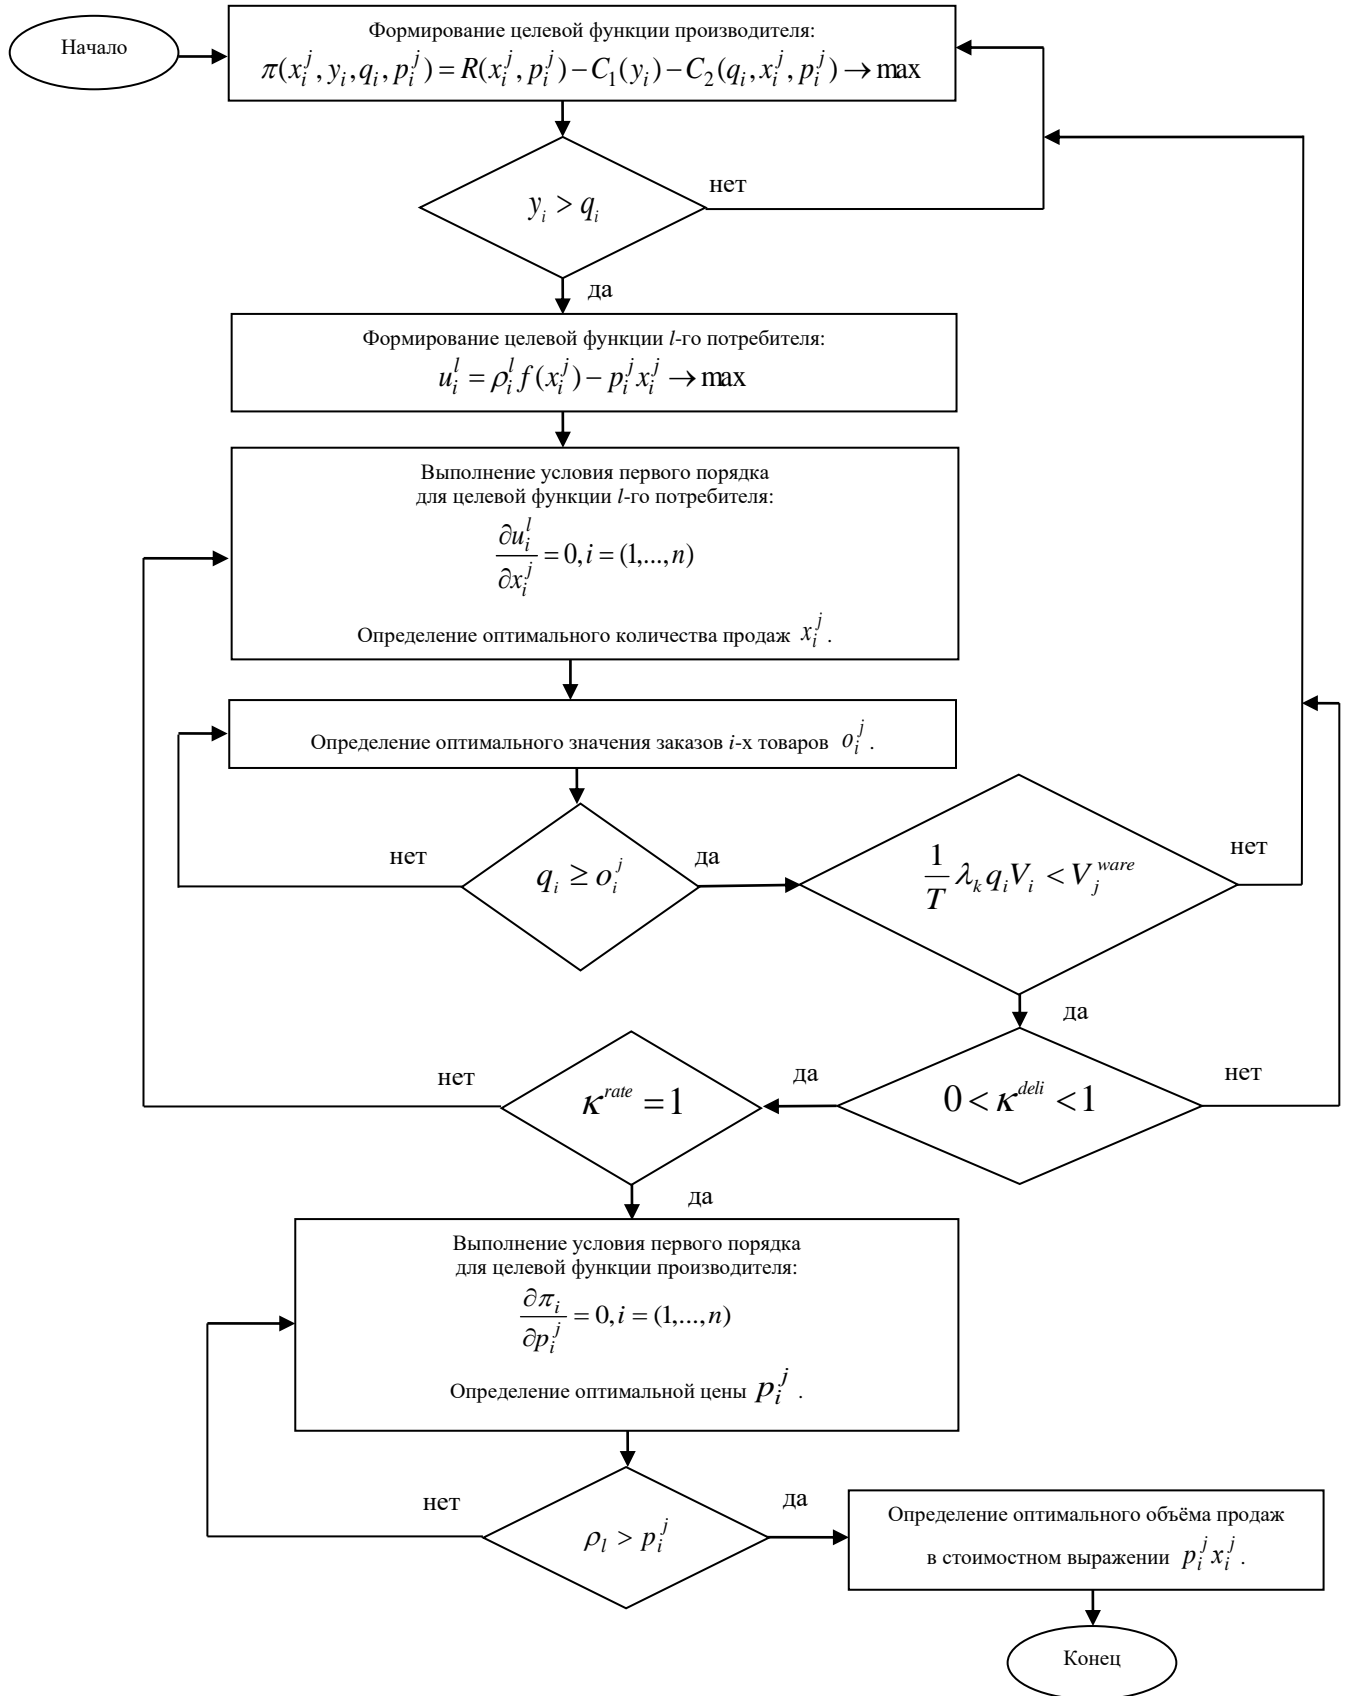 Начало
Формирование целевой функции производителя:
π(x_i^j, y_i, q_i, p_i^j) = R(x_i^j, p_i^j) − C_1(y_i) − C_2(q_i, x_i^j, p_i^j) → max
нет
y_i > q_i
да
Формирование целевой функции l-го потребителя:
u_i^l = ρ_i^l f(x_i^j) − p_i^j x_i^j → max
Выполнение условия первого порядка
для целевой функции l-го потребителя:
∂u_i^l / ∂x_i^j = 0, i = (1,...,n)
Определение оптимального количества продаж x_i^j.
Определение оптимального значения заказов i-х товаров o_i^j.
нет
q_i ≥ o_i^j
да
1/T λ_k q_i V_i < V_j^ware
нет
да
нет
κ^rate = 1
да
0 < κ^deli < 1
нет
да
Выполнение условия первого порядка
для целевой функции производителя:
∂π_i / ∂p_i^j = 0, i = (1,...,n)
Определение оптимальной цены p_i^j.
нет
ρ_l > p_i^j
да
Определение оптимального объёма продаж
в стоимостном выражении p_i^j x_i^j.
Конец